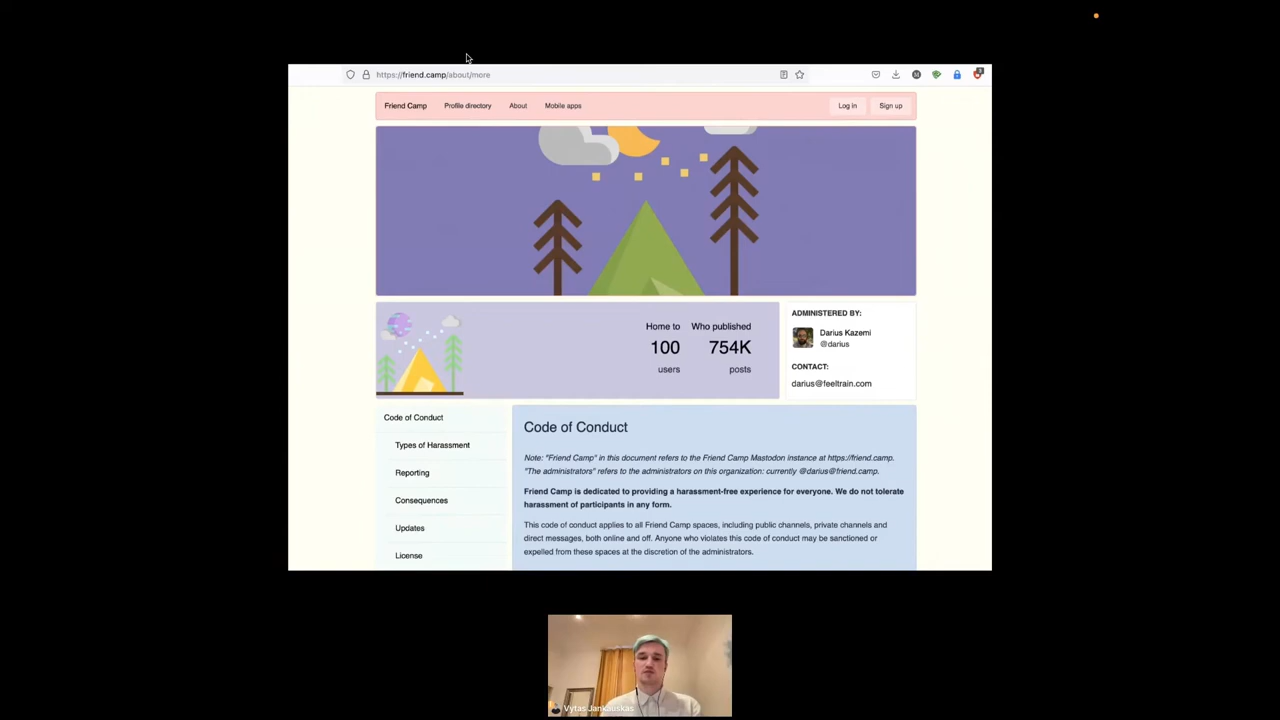 https://friend.camp/about/more
Friend Camp Profile directory About Mobile apps Log in Sign up
Home to Who published
100 754K
users posts
ADMINISTERED BY:
Darius Kazemi
@darius
CONTACT:
darius@feeltrain.com
Code of Conduct
Types of Harassment
Reporting
Consequences
Updates
License
Code of Conduct
Note: "Friend Camp" in this document refers to the Friend Camp Mastodon instance at https://friend.camp.
"The administrators" refers to the administrators on this organization: currently @darius@friend.camp.
Friend Camp is dedicated to providing a harassment-free experience for everyone. We do not tolerate
harassment of participants in any form.
This code of conduct applies to all Friend Camp spaces, including public channels, private channels and
direct messages, both online and off. Anyone who violates this code of conduct may be sanctioned or
expelled from these spaces at the discretion of the administrators.
Vytas Jankauskas